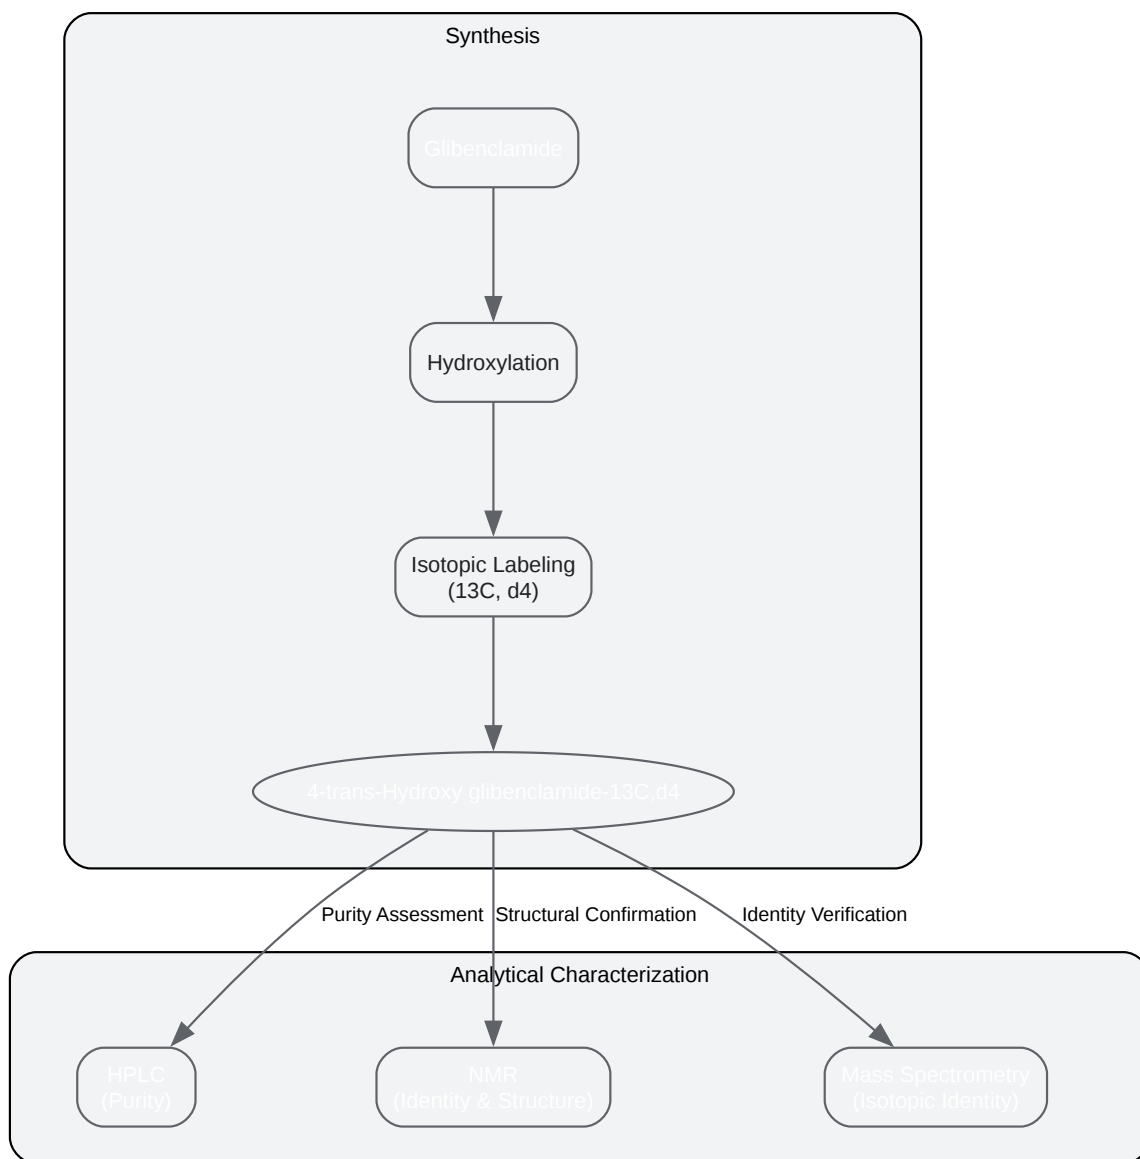 Synthesis
Glibenclamide
Hydroxylation
Isotopic Labeling
(13C, d4)
4-trans-Hydroxy glibenclamide-13C,d4
Purity Assessment
Structural Confirmation
Identity Verification
Analytical Characterization
HPLC
(Purity)
NMR
(Identity & Structure)
Mass Spectrometry
(Isotopic Identity)